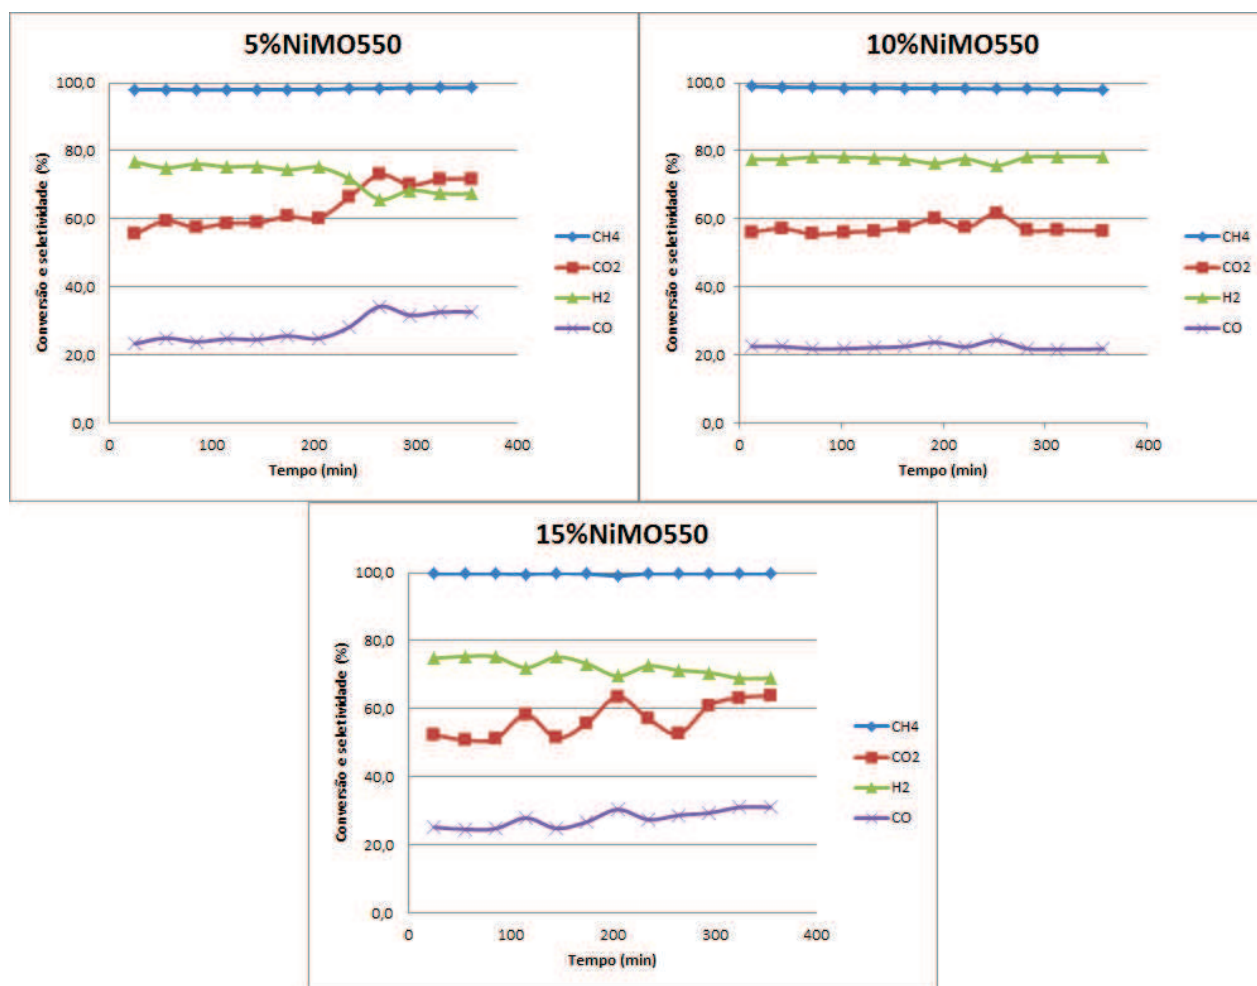 5%NiMO550
100,0
80,0
60,0
40,0
20,0
0,0
0
100
200
300
400
Conversão e seletividade (%)
Tempo (min)
CH4
CO2
H2
CO
10%NiMO550
100,0
80,0
60,0
40,0
20,0
0,0
0
100
200
300
400
Conversão e seletividade (%)
Tempo (min)
CH4
CO2
H2
CO
15%NiMO550
100,0
80,0
60,0
40,0
20,0
0,0
0
100
200
300
400
Conversão e seletividade (%)
Tempo (min)
CH4
CO2
H2
CO